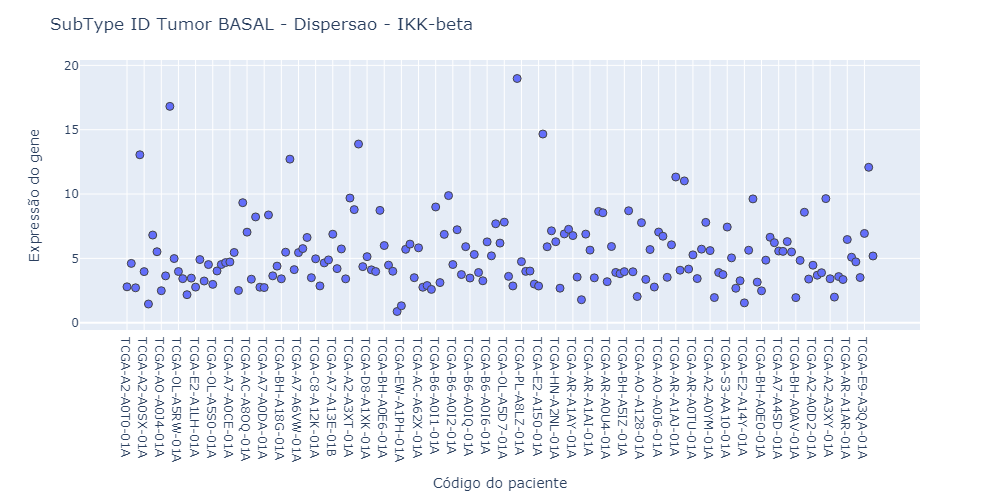 SubType ID Tumor BASAL - Dispersao - IKK-beta
Expressão do gene
20
15
10
5
0
TCGA-A2-A0T0-01A
TCGA-A2-A0SX-01A
TCGA-AO-A03U-01A
TCGA-OL-A5RW-01A
TCGA-E2-A1LH-01A
TCGA-OL-A5S0-01A
TCGA-A7-A0CE-01A
TCGA-AC-A8OQ-01A
TCGA-A7-A0DA-01A
TCGA-BH-A18G-01A
TCGA-A7-A6VW-01A
TCGA-C8-A12K-01A
TCGA-A7-A13E-01B
TCGA-A2-A3XT-01A
TCGA-D8-A1XK-01A
TCGA-BH-A0E6-01A
TCGA-EW-A1PH-01A
TCGA-AC-A62X-01A
TCGA-B6-A0I1-01A
TCGA-B6-A0I2-01A
TCGA-B6-A0IQ-01A
TCGA-B6-A0I6-01A
TCGA-OL-A5D7-01A
TCGA-PL-A8LZ-01A
TCGA-E2-A150-01A
TCGA-HN-A2NL-01A
TCGA-AR-A1AY-01A
TCGA-AR-A1AI-01A
TCGA-AR-A0U4-01A
TCGA-BH-A5IZ-01A
TCGA-AO-A128-01A
TCGA-AO-A0J6-01A
TCGA-AR-A1AJ-01A
TCGA-AR-A0TU-01A
TCGA-A2-A0YM-01A
TCGA-S3-AA10-01A
TCGA-E2-A14Y-01A
TCGA-BH-A0E0-01A
TCGA-A7-A4SD-01A
TCGA-BH-A0AV-01A
TCGA-A2-A0D2-01A
TCGA-A2-A3XY-01A
TCGA-AR-A1AR-01A
TCGA-E9-A3QA-01A
Código do paciente